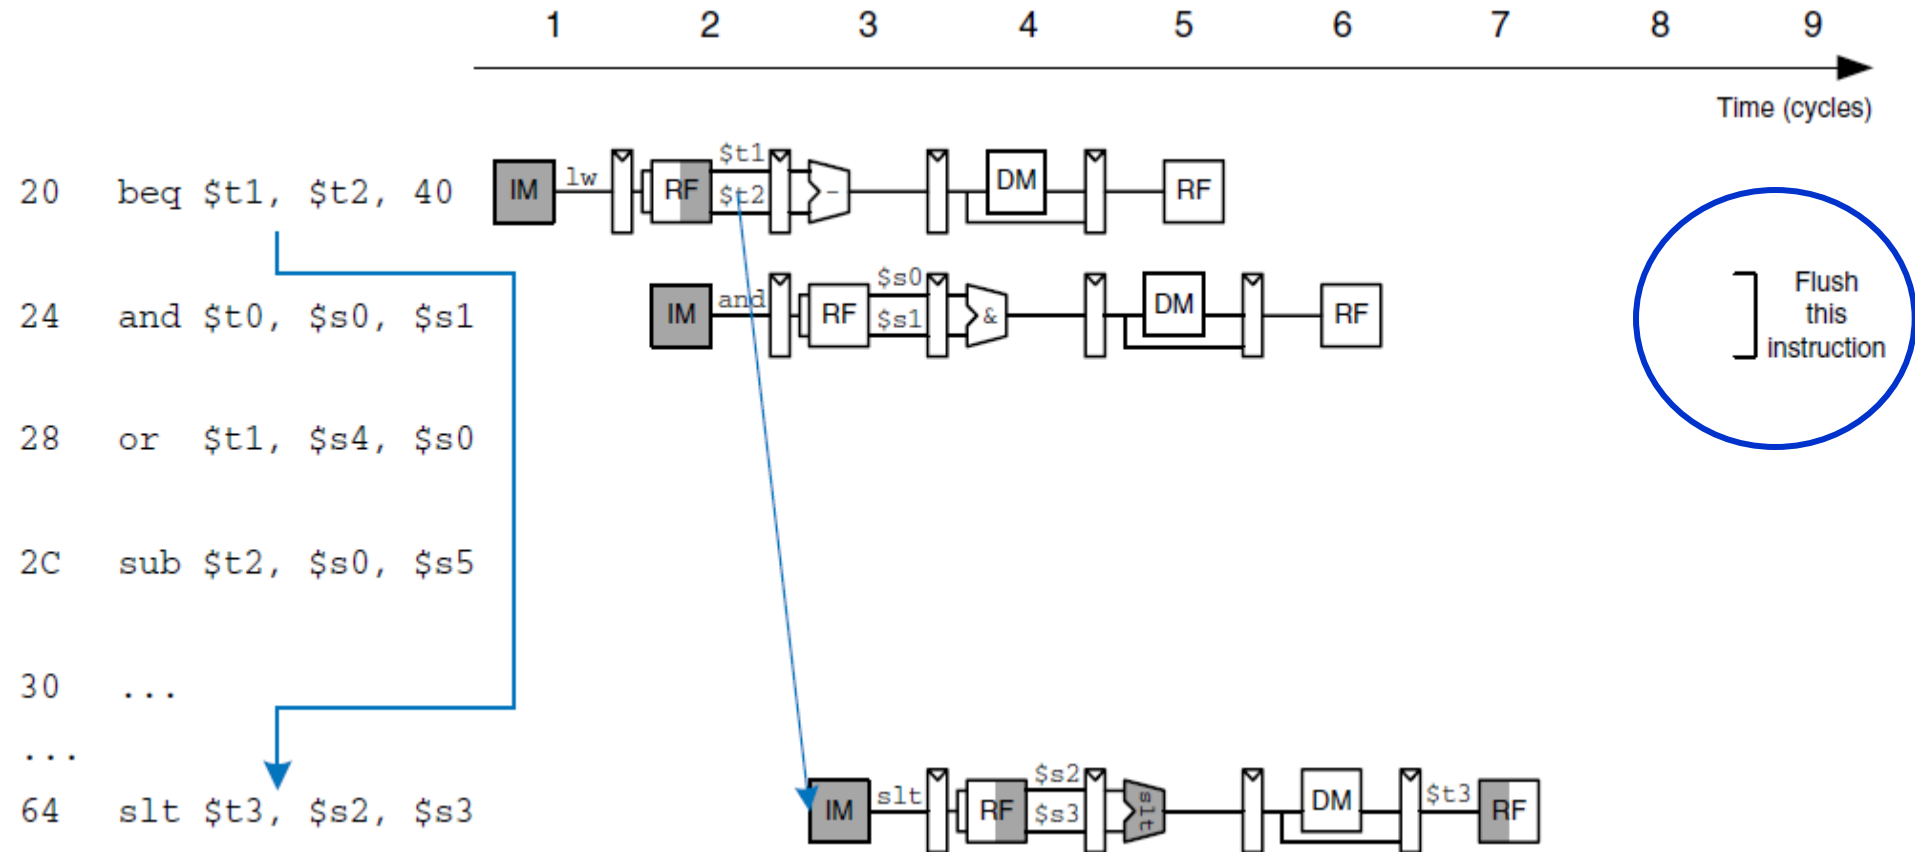 1 2 3 4 5 6 7 8 9
Time (cycles)
20 beq $t1, $t2, 40 IM lw RF $t1 $t2 - DM RF
24 and $t0, $s0, $s1 IM and RF $s0 $s1 & DM RF
Flush
this
instruction
28 or $t1, $s4, $s0
2C sub $t2, $s0, $s5
30 ...
...
64 slt $t3, $s2, $s3 IM slt RF $s2 $s3 slt DM $t3 RF